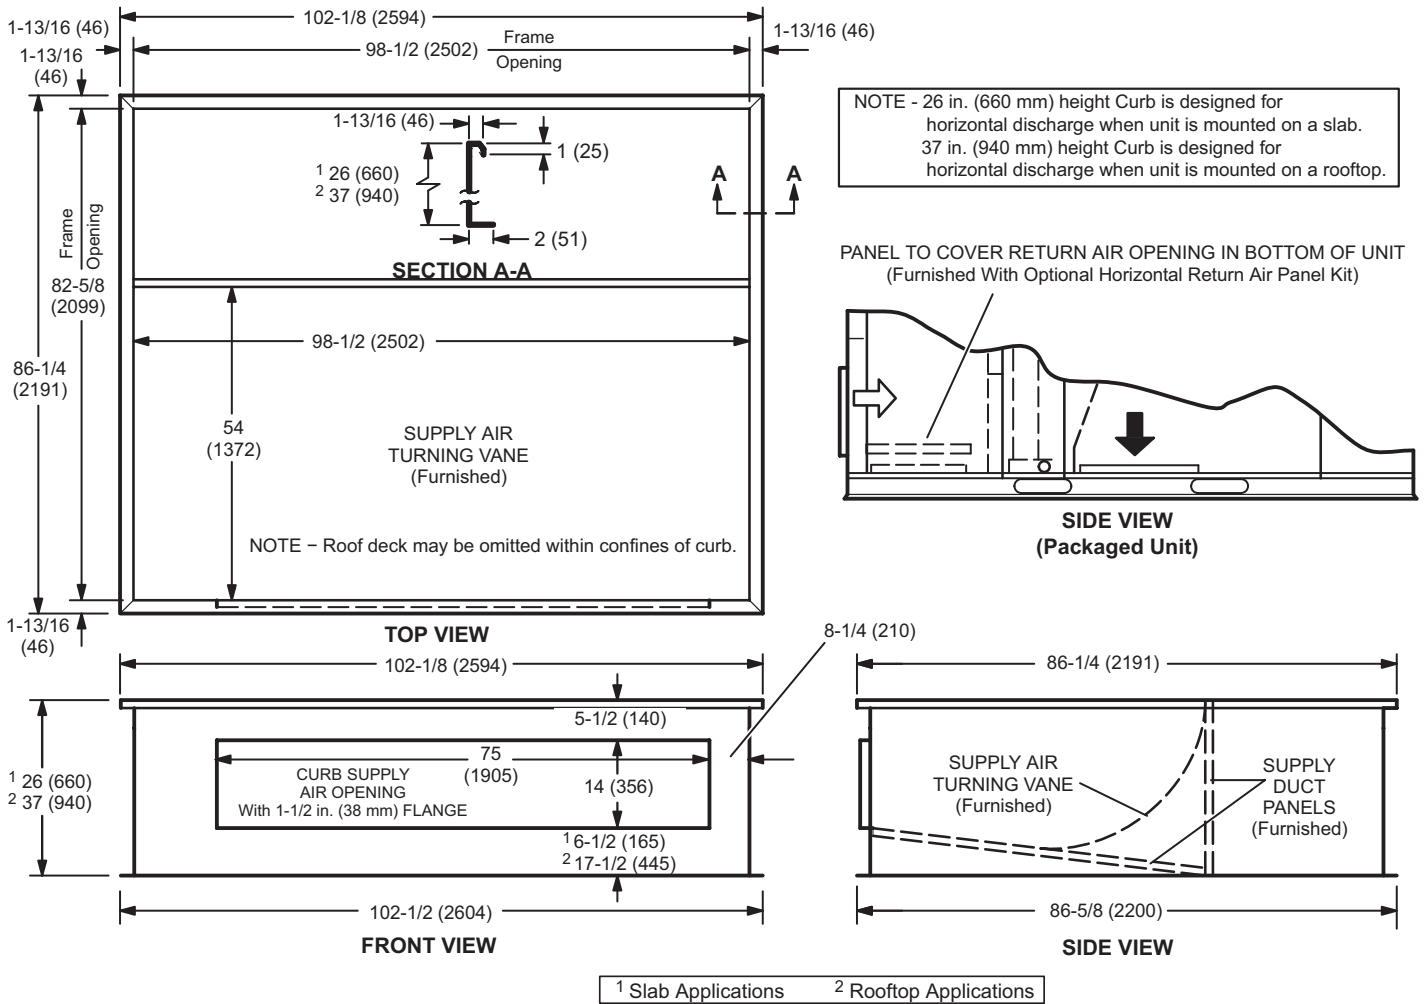 102-1/8 (2594)
1-13/16 (46)
1-13/16 (46)
98-1/2 (2502)
Frame
Opening
1-13/16
(46)
1-13/16 (46)
1 (25)
1 26 (660)
2 37 (940)
2 (51)
SECTION A-A
A A
Frame
Opening
82-5/8
(2099)
86-1/4
(2191)
98-1/2 (2502)
54
(1372)
SUPPLY AIR
TURNING VANE
(Furnished)
NOTE – Roof deck may be omitted within confines of curb.
1-13/16
(46)
TOP VIEW
NOTE - 26 in. (660 mm) height Curb is designed for
horizontal discharge when unit is mounted on a slab.
37 in. (940 mm) height Curb is designed for
horizontal discharge when unit is mounted on a rooftop.
PANEL TO COVER RETURN AIR OPENING IN BOTTOM OF UNIT
(Furnished With Optional Horizontal Return Air Panel Kit)
SIDE VIEW
(Packaged Unit)
102-1/8 (2594)
8-1/4 (210)
5-1/2 (140)
75
(1905)
CURB SUPPLY
AIR OPENING
With 1-1/2 in. (38 mm) FLANGE
14 (356)
1 26 (660)
2 37 (940)
1 6-1/2 (165)
2 17-1/2 (445)
102-1/2 (2604)
FRONT VIEW
86-1/4 (2191)
SUPPLY AIR
TURNING VANE
(Furnished)
SUPPLY
DUCT
PANELS
(Furnished)
86-5/8 (2200)
SIDE VIEW
1 Slab Applications 2 Rooftop Applications